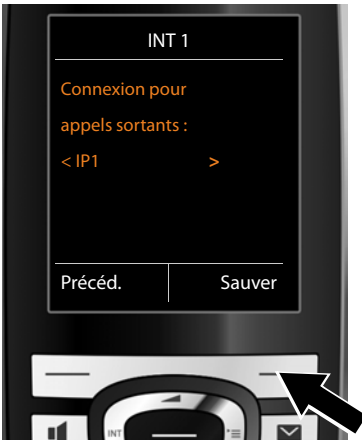 INT 1
Connexion pour
appels sortants :
< IP1 >
Précéd. Sauver
INT